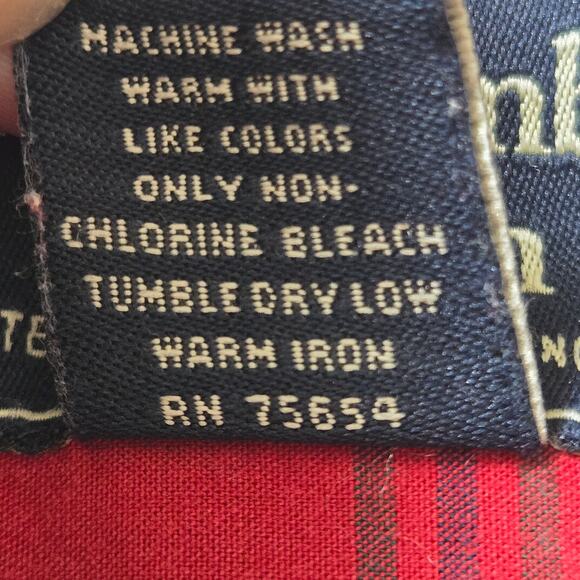 MACHINE WASH
WARM WITH
LIKE COLORS
ONLY NON-
CHLORINE BLEACH
TUMBLE DRY LOW
WARM IRON
RN 75654